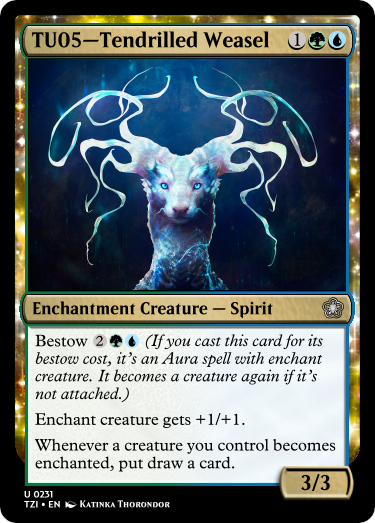 TU05—Tendrilled Weasel 1
Enchantment Creature — Spirit
Bestow 2 (If you cast this card for its
bestow cost, it's an Aura spell with enchant
creature. It becomes a creature again if it's
not attached.)
Enchant creature gets +1/+1.
Whenever a creature you control becomes
enchanted, put draw a card.
3/3
U 0231
TZI • EN Katinka Thorondor